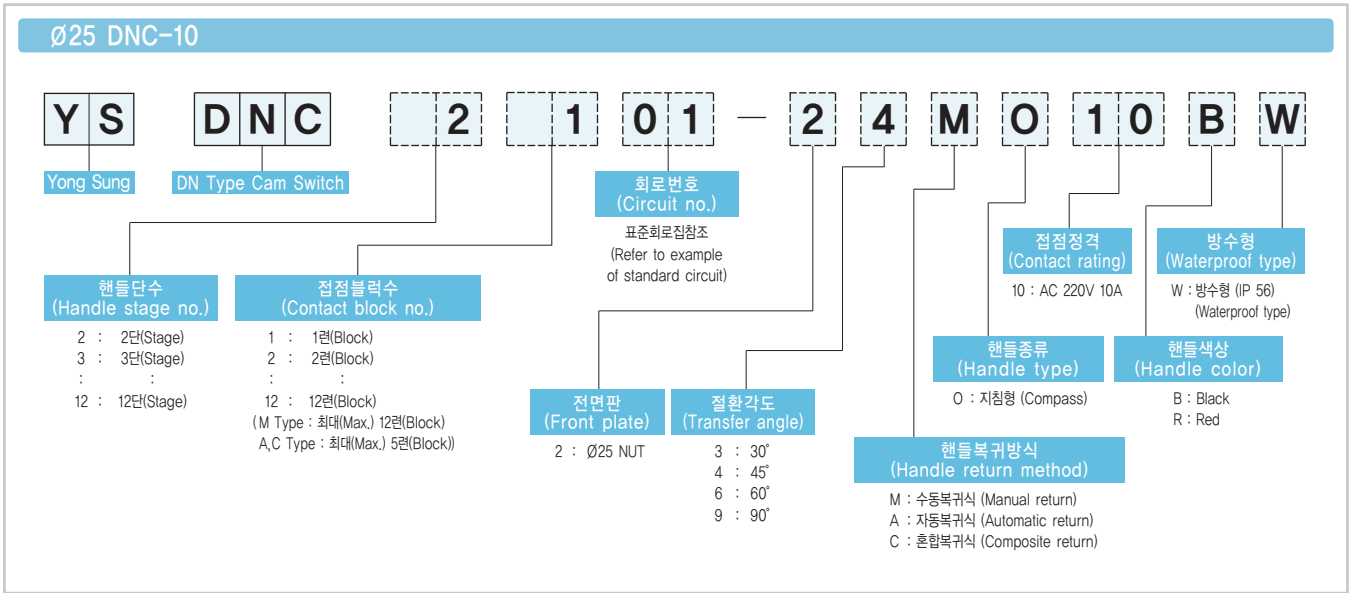 Ø25 DNC-10
Y S D N C 2 1 0 1 - 2 4 M O 1 0 B W
Yong Sung
DN Type Cam Switch
회로번호
(Circuit no.)
표준회로집참조
(Refer to example
of standard circuit)
접점정격
(Contact rating)
10 : AC 220V 10A
방수형
(Waterproof type)
W : 방수형 (IP 56)
(Waterproof type)
핸들단수
(Handle stage no.)
2 : 2단(Stage)
3 : 3단(Stage)
: :
12 : 12단(Stage)
접점블럭수
(Contact block no.)
1 : 1련(Block)
2 : 2련(Block)
: :
12 : 12련(Block)
(M Type : 최대(Max.) 12련(Block)
A,C Type : 최대(Max.) 5련(Block))
핸들종류
(Handle type)
O : 지침형 (Compass)
핸들색상
(Handle color)
B : Black
R : Red
전면판
(Front plate)
2 : Ø25 NUT
절환각도
(Transfer angle)
3 : 30°
4 : 45°
6 : 60°
9 : 90°
핸들복귀방식
(Handle return method)
M : 수동복귀식 (Manual return)
A : 자동복귀식 (Automatic return)
C : 혼합복귀식 (Composite return)